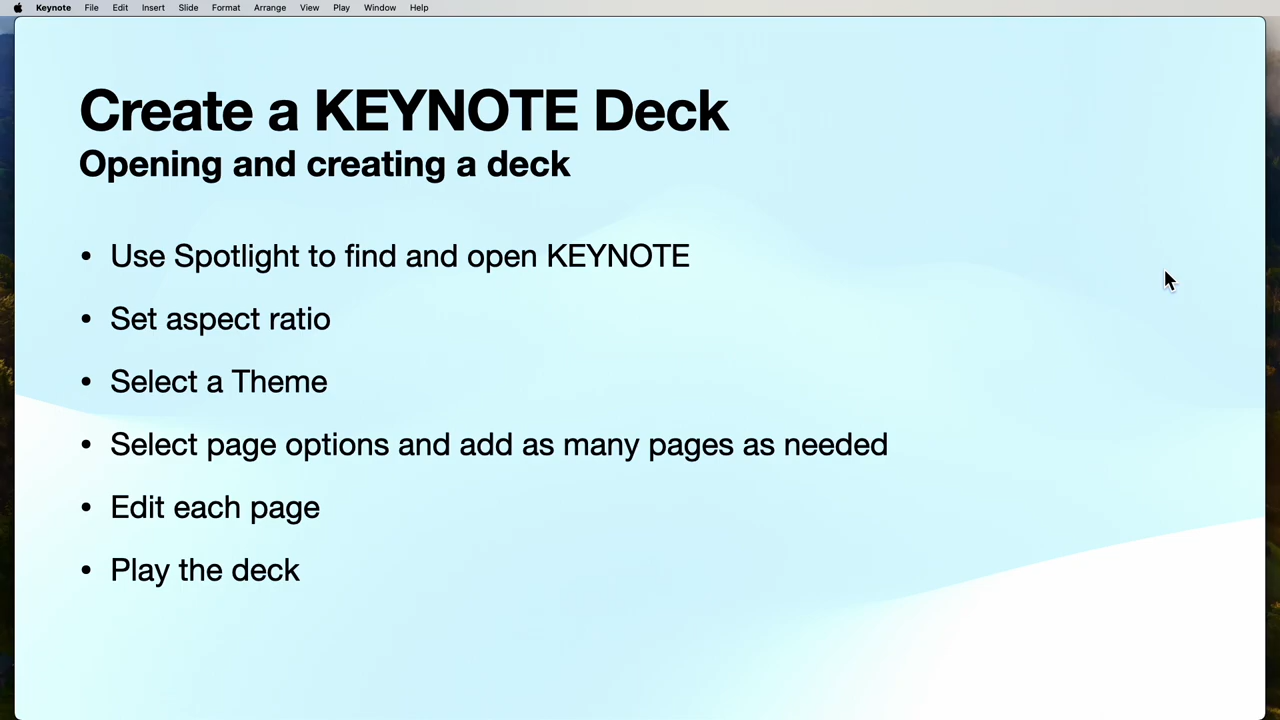 Keynote File Edit Insert Slide Format Arrange View Play Window Help
Create a KEYNOTE Deck
Opening and creating a deck
• Use Spotlight to find and open KEYNOTE
• Set aspect ratio
• Select a Theme
• Select page options and add as many pages as needed
• Edit each page
• Play the deck